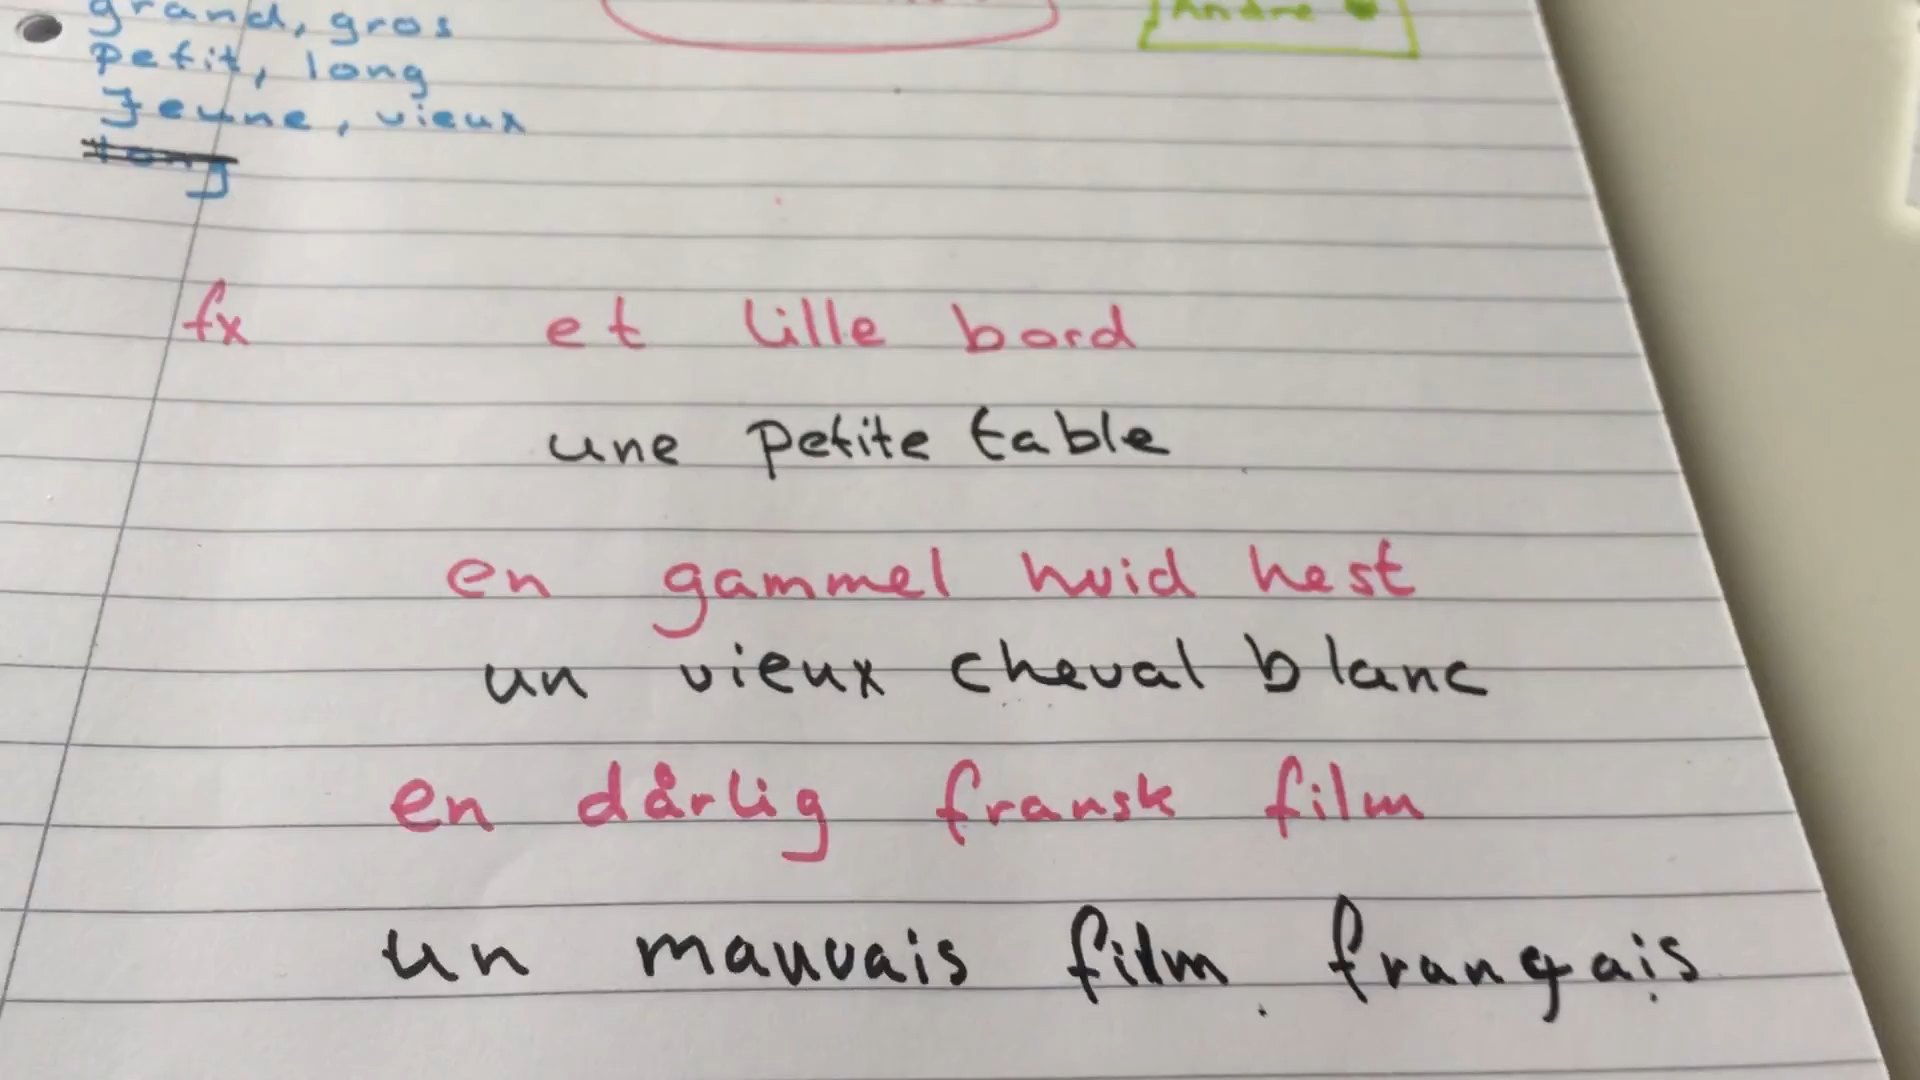 grand, gros
petit, long
Jeune, vieux
Andre
fx et lille bord
une petite table
en gammel hvid hest
un vieux cheval blanc
en dårlig fransk film
un mauvais film français